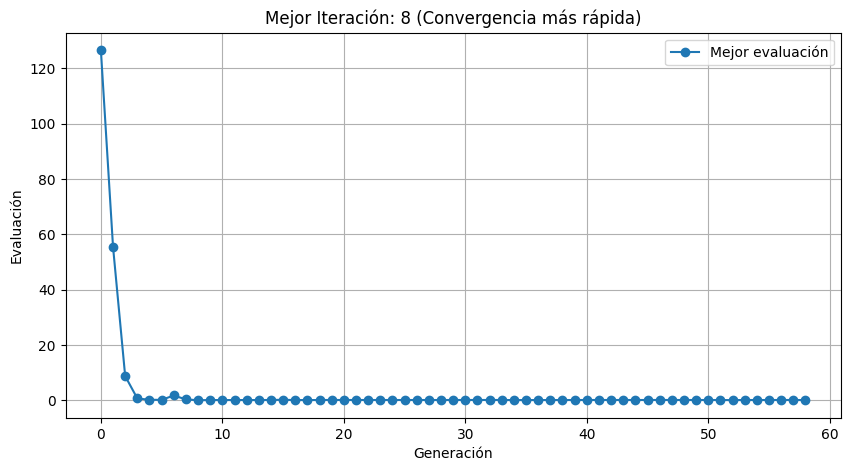 Mejor Iteración: 8 (Convergencia más rápida)
Mejor evaluación
120
100
80
60
40
20
0
Evaluación
0 10 20 30 40 50 60
Generación